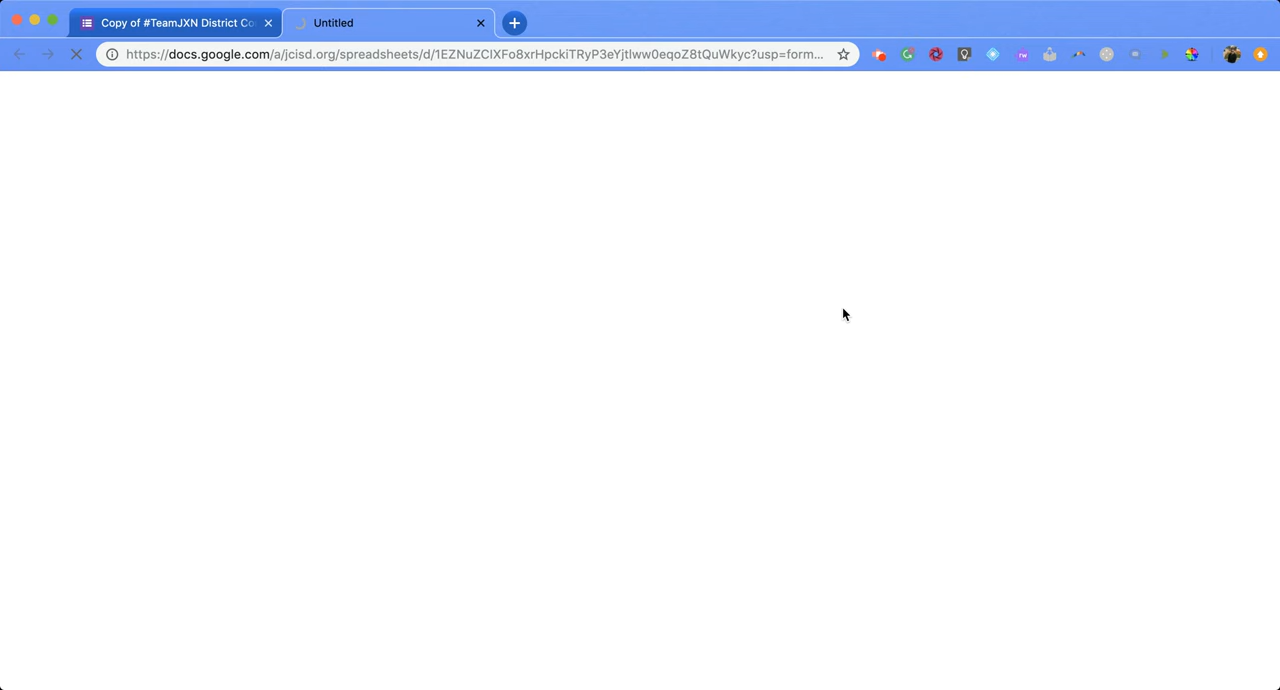 Copy of #TeamJXN District Co
Untitled
https://docs.google.com/a/jcisd.org/spreadsheets/d/1EZNuZCIXFo8xrHpckiTRyP3eYjtlww0eqoZ8tQuWkyc?usp=form...